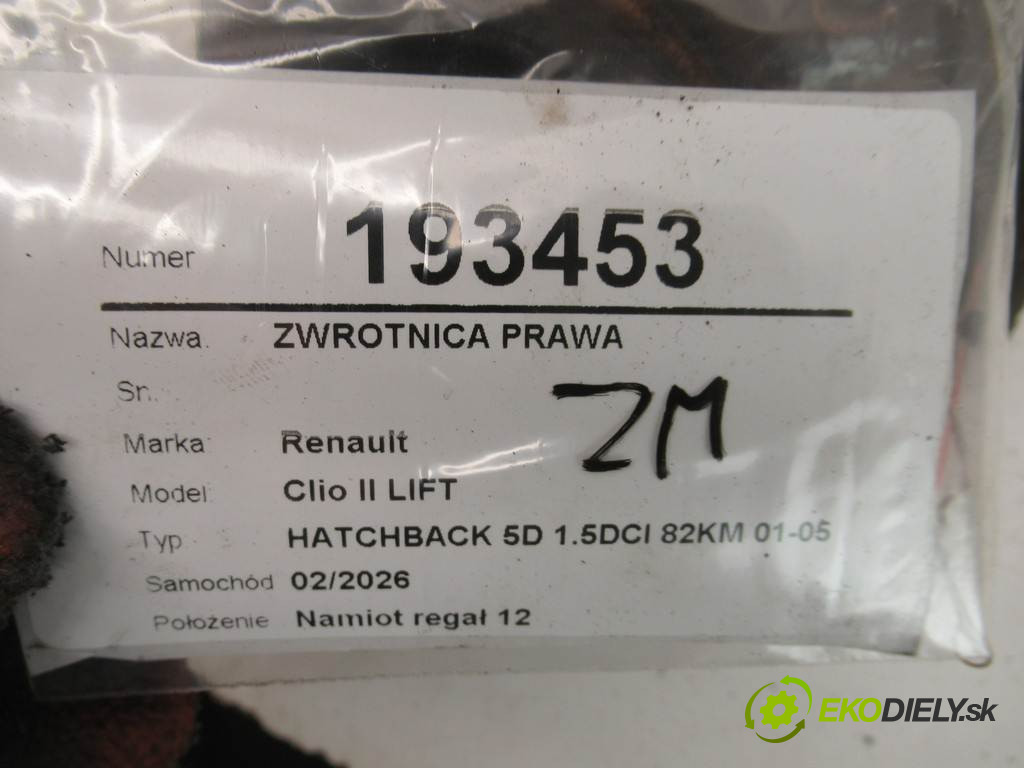 Numer 193453
Nazwa: ZWROTNICA PRAWA
Sn:
ZM
Marka: Renault
Model: Clio II LIFT
Typ: HATCHBACK 5D 1.5DCI 82KM 01-05
Samochód 02/2026
Położenie Namiot regał 12
EKODIELY.sk